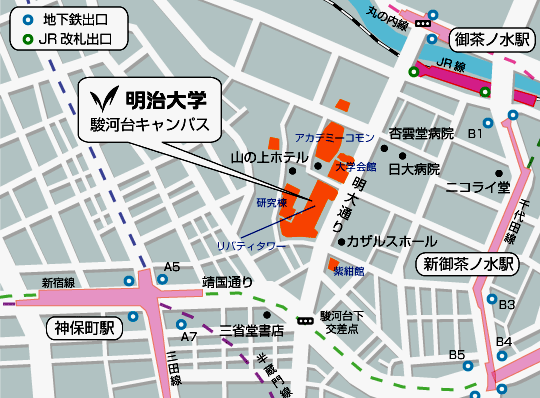 地下鉄出口
JR改札出口
丸の内線
御茶ノ水駅
JR線
明治大学
駿河台キャンパス
B1
アカデミーコモン
杏雲堂病院
山の上ホテル
大学会館
日大病院
ニコライ堂
研究棟
明大通り
千代田線
リバティタワー
カザルスホール
紫紺館
新御茶ノ水駅
A5
新宿線
靖国通り
B3
神保町駅
A7
三省堂書店
駿河台下
交差点
三田線
半蔵門線
B4
B5